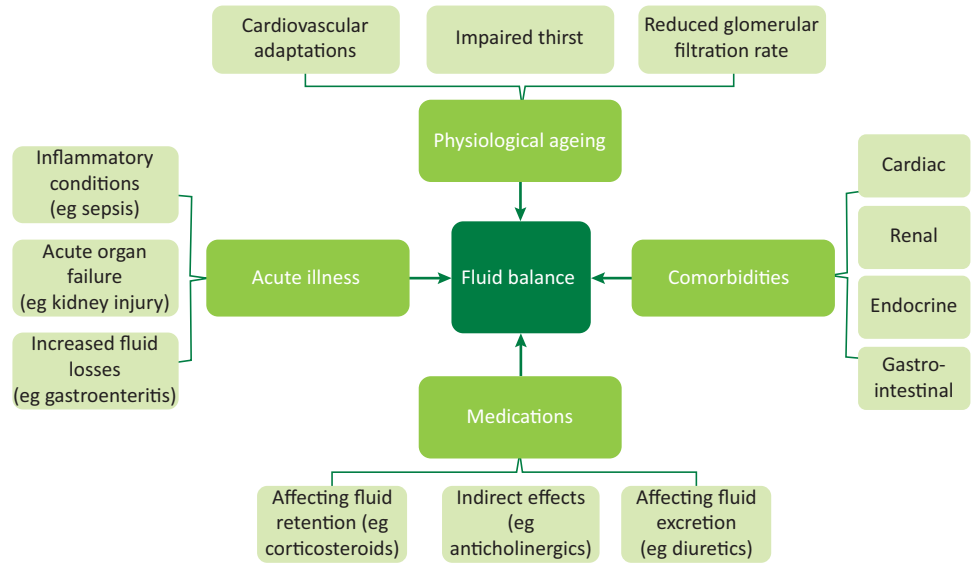 Cardiovascular
adaptations
Impaired thirst
Reduced glomerular
filtration rate
Physiological ageing
Inflammatory
conditions
(eg sepsis)
Acute organ
failure
(eg kidney injury)
Increased fluid
losses
(eg gastroenteritis)
Acute illness
Fluid balance
Comorbidities
Cardiac
Renal
Endocrine
Gastro-
intestinal
Medications
Affecting fluid
retention (eg
corticosteroids)
Indirect effects
(eg
anticholinergics)
Affecting fluid
excretion
(eg diuretics)